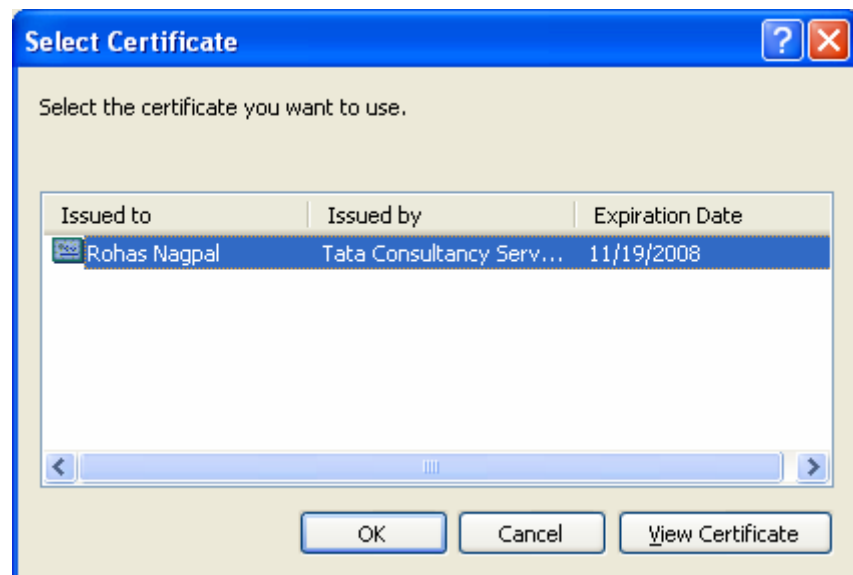 Select Certificate
Select the certificate you want to use.
Issued to Issued by Expiration Date
Rohas Nagpal Tata Consultancy Serv... 11/19/2008
OK Cancel View Certificate